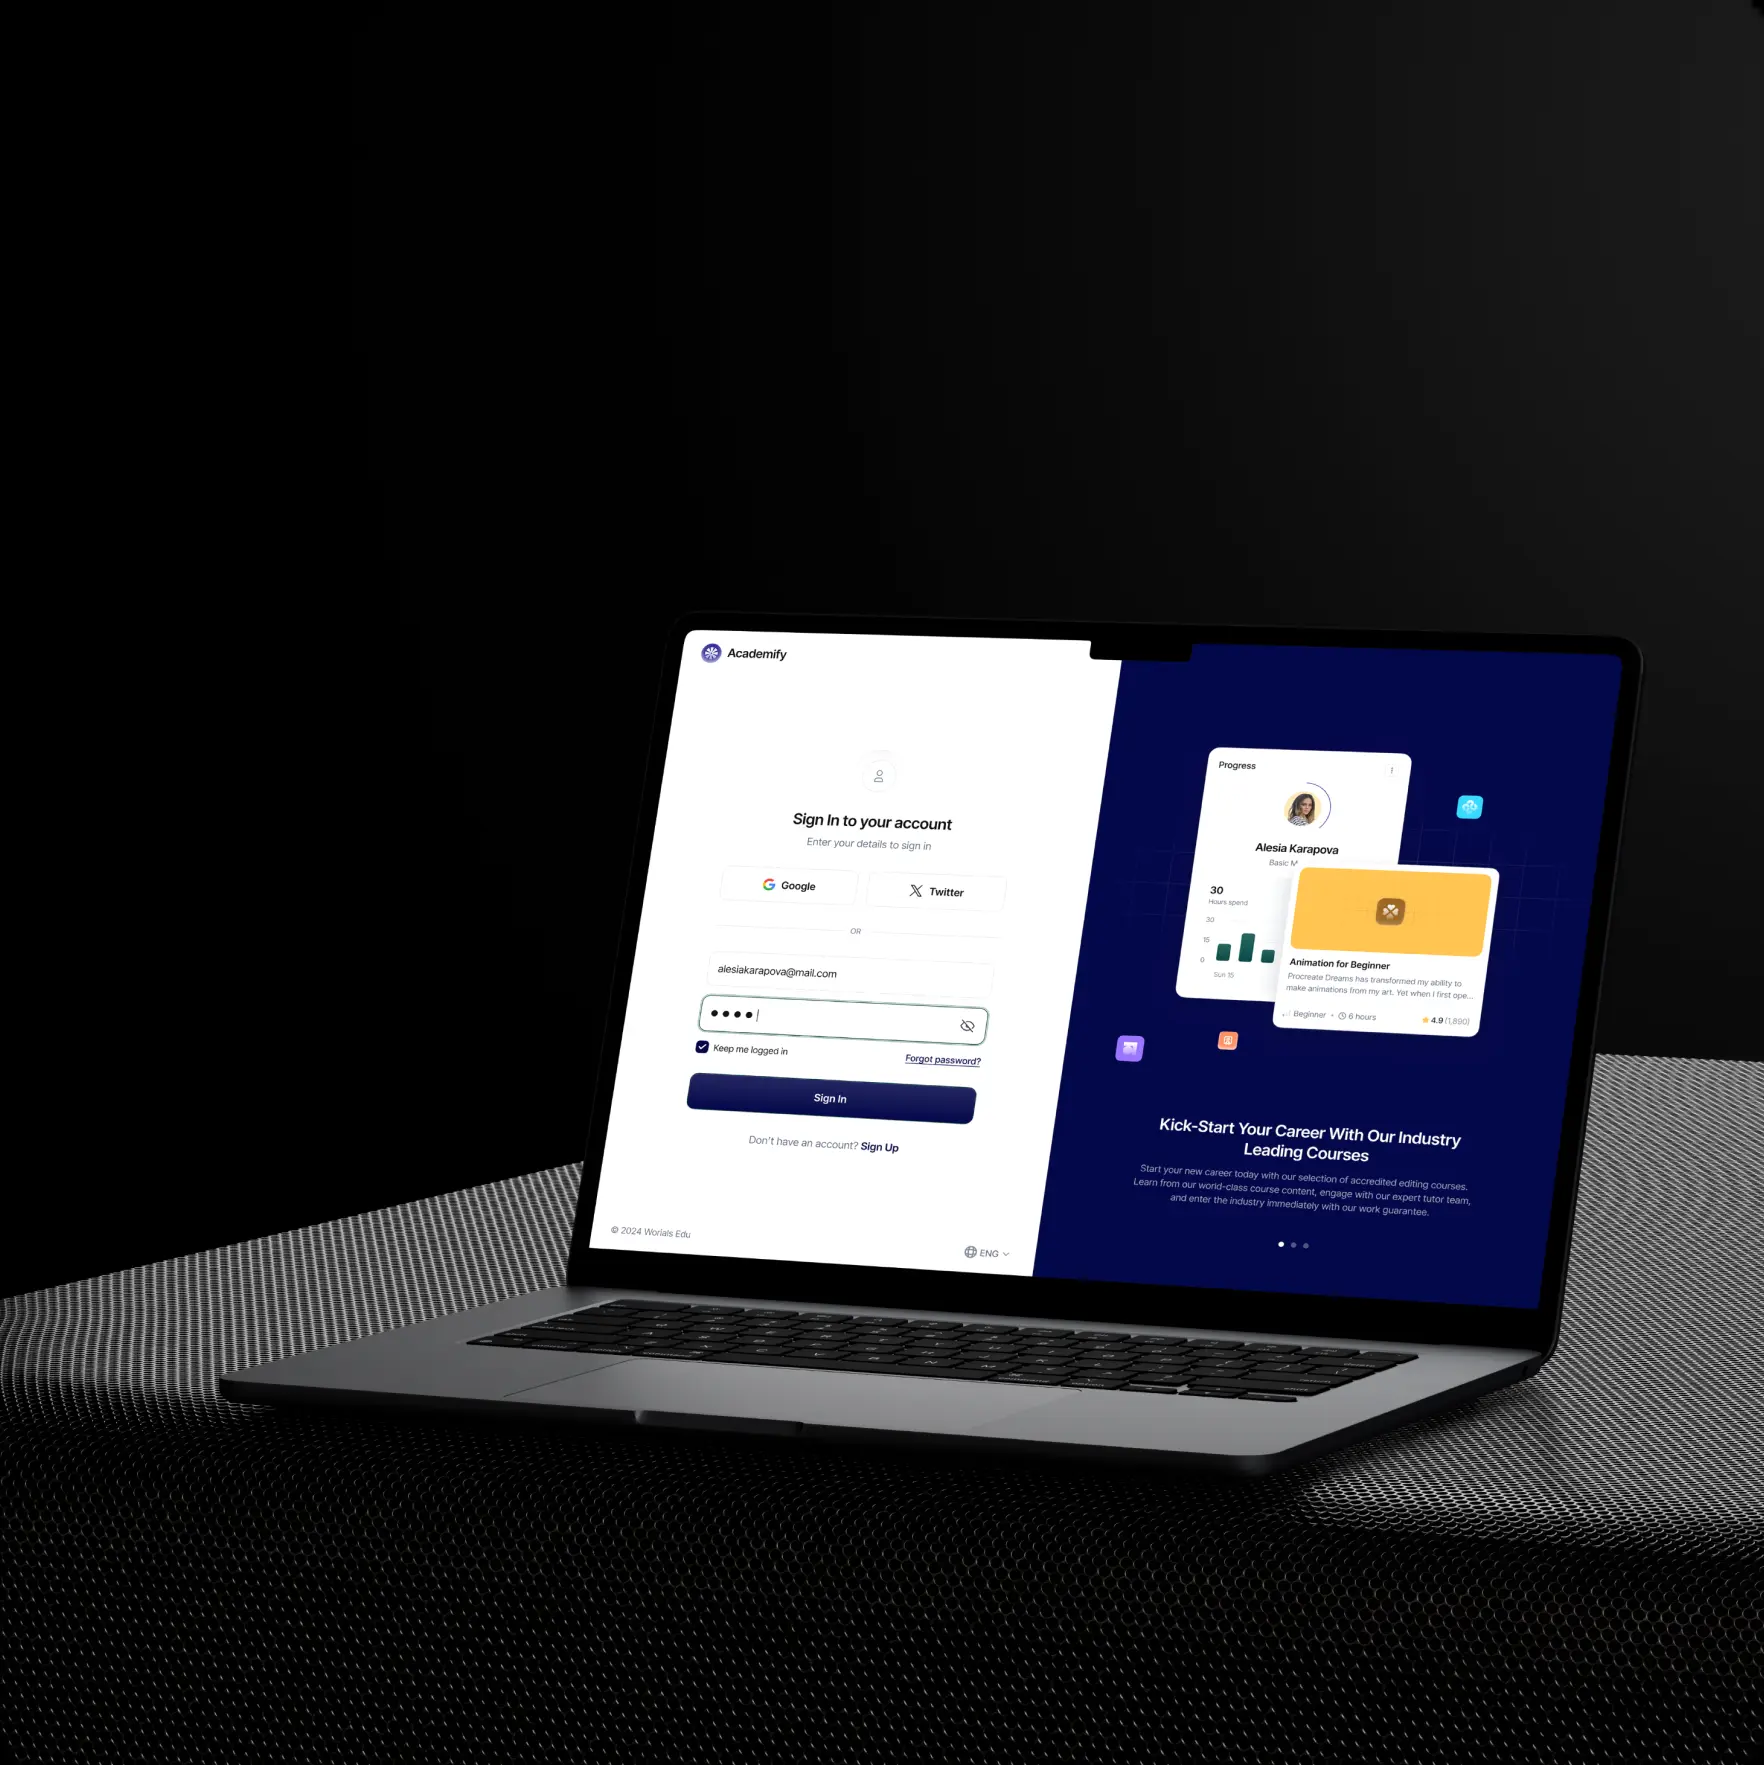 Academify
Sign In to your account
Enter your details to sign in
Google
Twitter
OR
alesiakarapova@mail.com
Keep me logged in
Forgot password?
Sign In
Don't have an account? Sign Up
© 2024 Worials Edu
ENG
Progress
Alesia Karapova
Basic M
30
Hours spend
30
15
0
Sun 15
Animation for Beginner
Procreate Dreams has transformed my ability to
make animations from my art. Yet when I first ope...
Beginner • 6 hours
4.9 (1,890)
Kick-Start Your Career With Our Industry
Leading Courses
Start your new career today with our selection of accredited editing courses.
Learn from our world-class course content, engage with our expert tutor team,
and enter the industry immediately with our work guarantee.